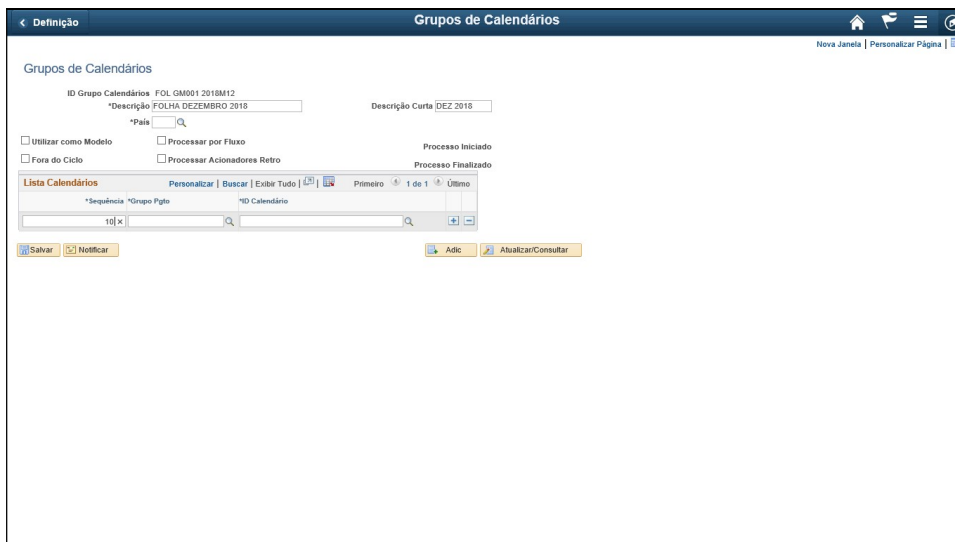 Definição
Grupos de Calendários
Nova Janela | Personalizar Página |
Grupos de Calendários
ID Grupo Calendários FOL GM001 2018M12
*Descrição FOLHA DEZEMBRO 2018 Descrição Curta DEZ 2018
*País
Utilizar como Modelo Processar por Fluxo Processo Iniciado
Fora do Ciclo Processar Acionadores Retro Processo Finalizado
Lista Calendários Personalizar | Buscar | Exibir Tudo | | Primeiro 1 de 1 Último
*Sequência *Grupo Pgto *ID Calendário
10
Salvar Notificar Adic Atualizar/Consultar